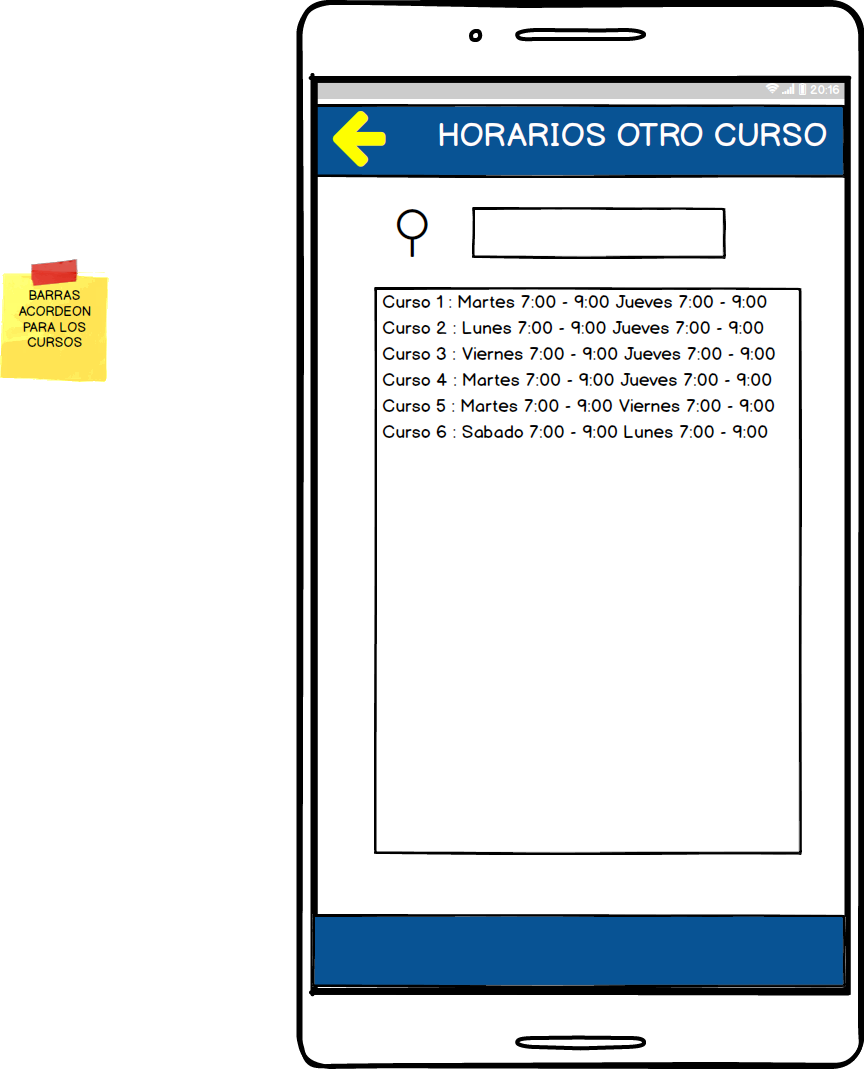 20:16
HORARIOS OTRO CURSO
BARRAS
ACORDEON
PARA LOS
CURSOS
Curso 1 : Martes 7:00 - 9:00 Jueves 7:00 - 9:00
Curso 2 : Lunes 7:00 - 9:00 Jueves 7:00 - 9:00
Curso 3 : Viernes 7:00 - 9:00 Jueves 7:00 - 9:00
Curso 4 : Martes 7:00 - 9:00 Jueves 7:00 - 9:00
Curso 5 : Martes 7:00 - 9:00 Viernes 7:00 - 9:00
Curso 6 : Sabado 7:00 - 9:00 Lunes 7:00 - 9:00